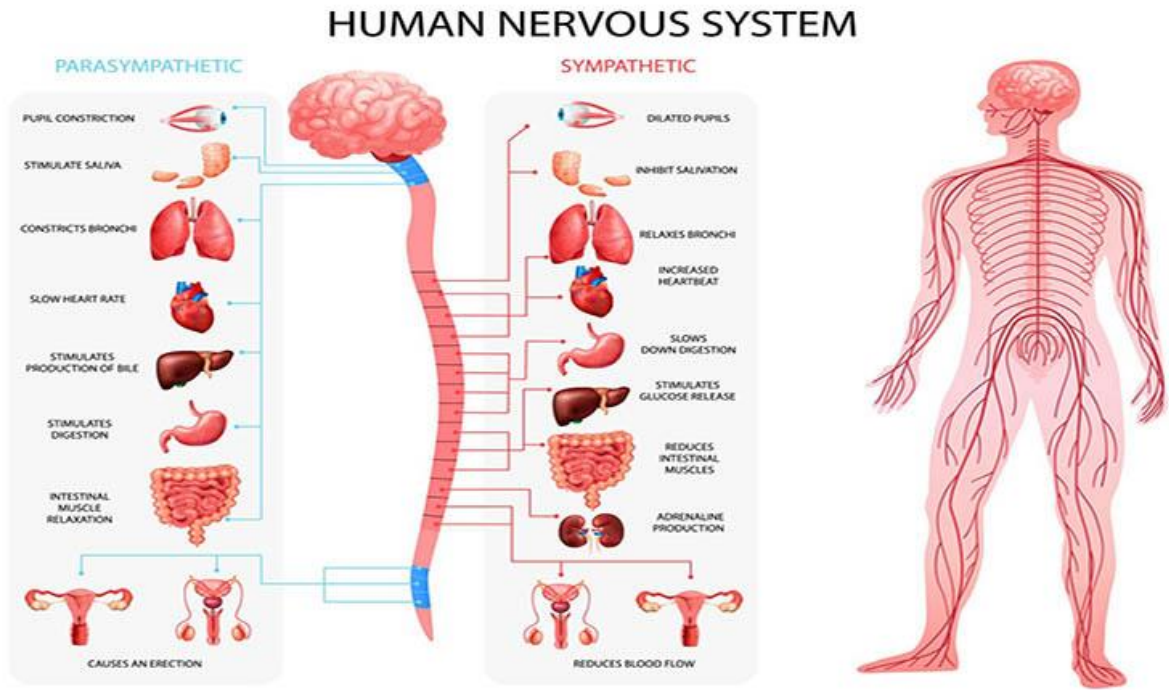 HUMAN NERVOUS SYSTEM
PARASYMPATHETIC
PUPIL CONSTRICTION
STIMULATE SALIVA
CONSTRICTS BRONCHI
SLOW HEART RATE
STIMULATES
PRODUCTION OF BILE
STIMULATES
DIGESTION
INTESTINAL
MUSCLE
RELAXATION
CAUSES AN ERECTION
SYMPATHETIC
DILATED PUPILS
INHIBIT SALIVATION
RELAXES BRONCHI
INCREASED
HEARTBEAT
SLOWS
DOWN DIGESTION
STIMULATES
GLUCOSE RELEASE
REDUCES
INTESTINAL
MUSCLES
ADRENALINE
PRODUCTION
REDUCES BLOOD FLOW